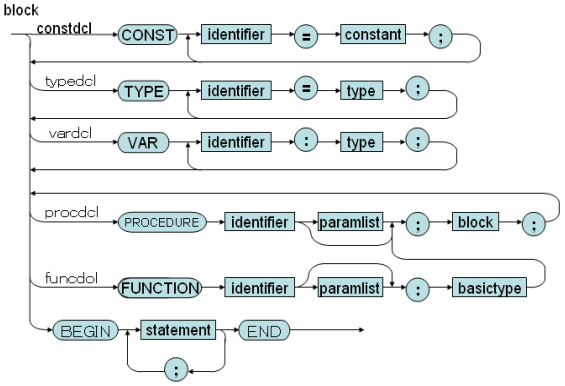 block
constdcl CONST identifier = constant ;
typedcl TYPE identifier = type :
vardcl VAR identifier : type :
procdcl PROCEDURE identifier paramlist : block ;
funcdol FUNCTION identifier paramlist : basictype
BEGIN statement END
;